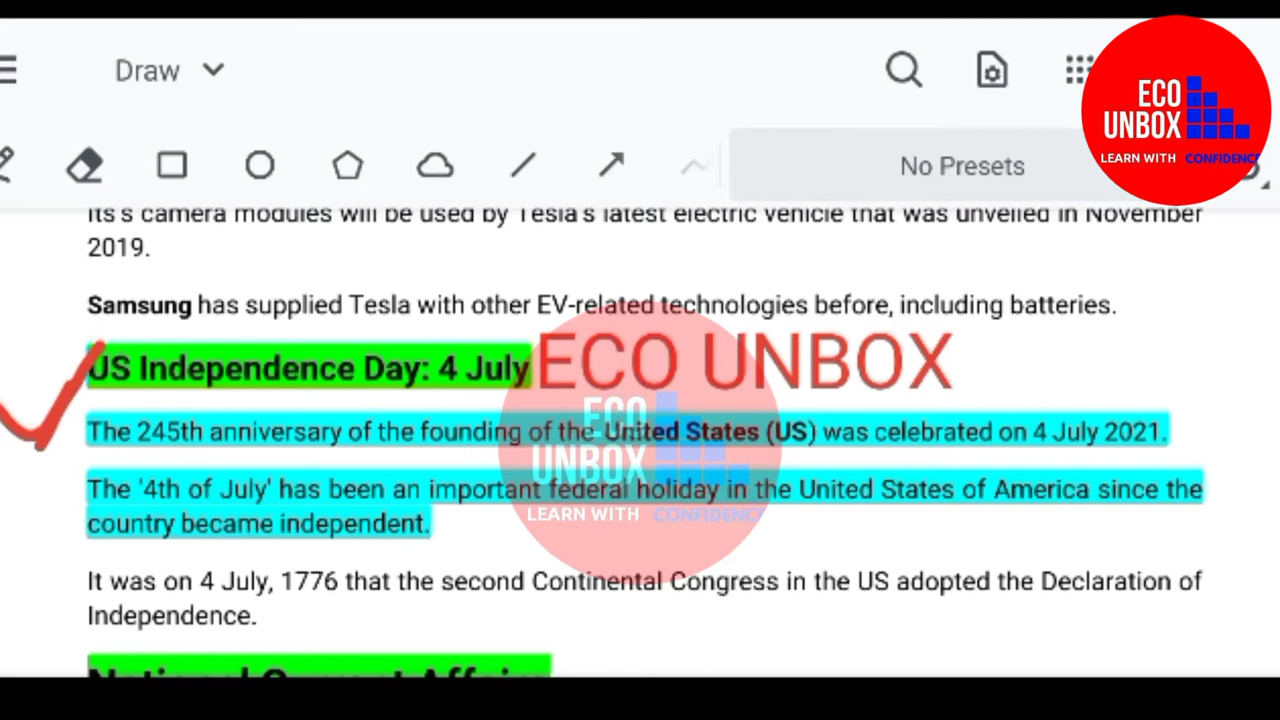 Draw
No Presets
ECO
UNBOX
LEARN WITH CONFIDENCE
Its's camera modules will be used by Tesla's latest electric vehicle that was unveiled in November
2019.
Samsung has supplied Tesla with other EV-related technologies before, including batteries.
US Independence Day: 4 July
ECO UNBOX
The 245th anniversary of the founding of the United States (US) was celebrated on 4 July 2021.
The '4th of July' has been an important federal holiday in the United States of America since the
country became independent.
ECO
UNBOX
LEARN WITH CONFIDENCE
It was on 4 July, 1776 that the second Continental Congress in the US adopted the Declaration of
Independence.
National Current Affairs